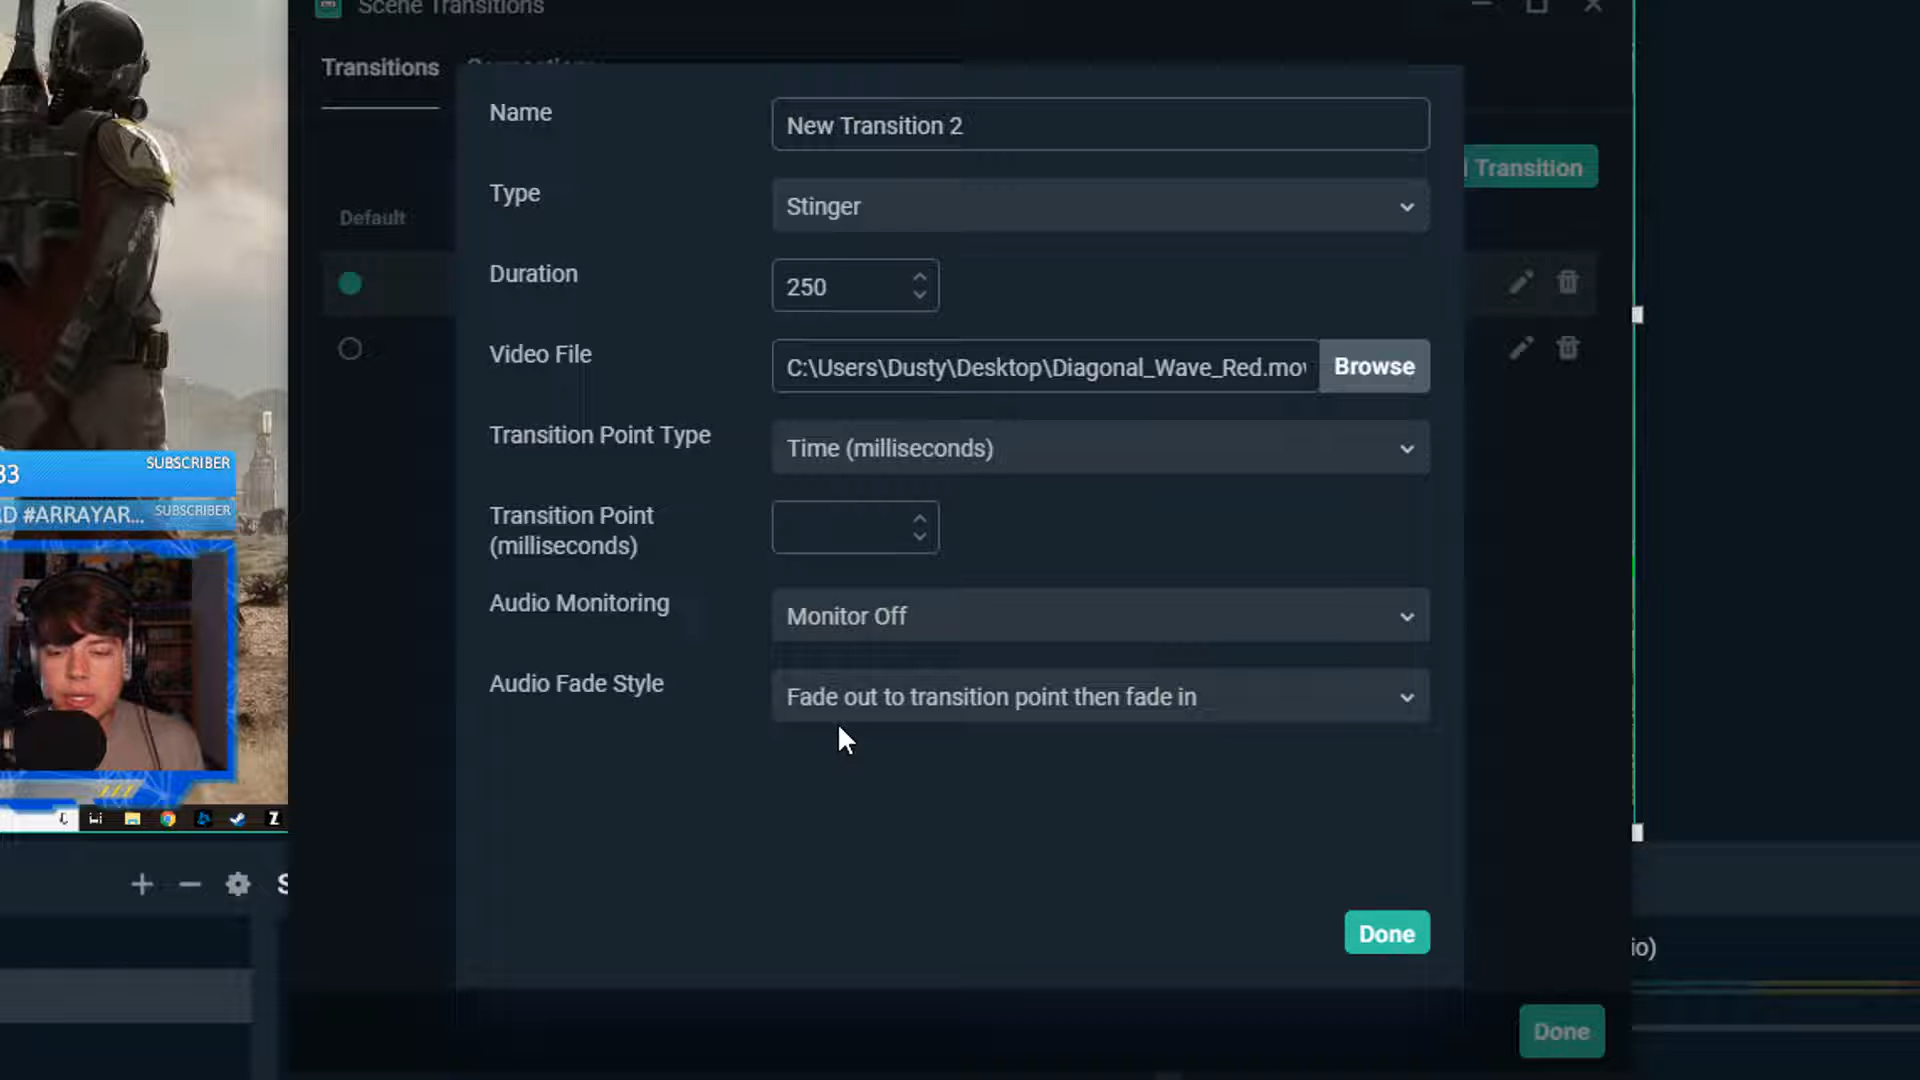 Scene Transitions
Transitions
Name
New Transition 2
Transition
Type
Stinger
Default
Duration
250
Video File
C:\Users\Dusty\Desktop\Diagonal_Wave_Red.mov
Browse
Transition Point Type
Time (milliseconds)
33
SUBSCRIBER
RD #ARRAYAR...
SUBSCRIBER
Transition Point
(milliseconds)
Audio Monitoring
Monitor Off
Audio Fade Style
Fade out to transition point then fade in
Z
S
Done
io)
Done